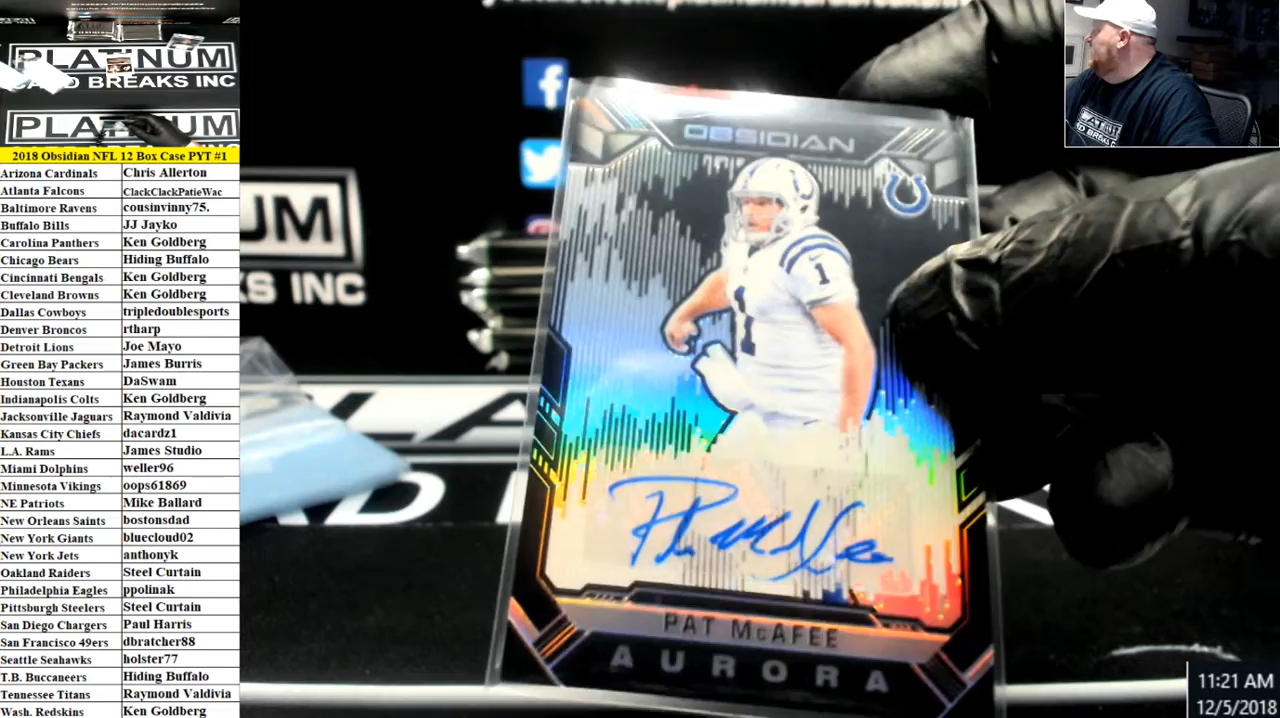 PLATINUM
CARD BREAKS INC
PLATINUM
2018 Obsidian NFL 12 Box Case PYT #1
Arizona Cardinals Chris Allerton
Atlanta Falcons ClackClackPatieWac
Baltimore Ravens cousinvinny75.
Buffalo Bills JJ Jayko
Carolina Panthers Ken Goldberg
Chicago Bears Hiding Buffalo
Cincinnati Bengals Ken Goldberg
Cleveland Browns Ken Goldberg
Dallas Cowboys tripledoublesports
Denver Broncos rtharp
Detroit Lions Joe Mayo
Green Bay Packers James Burris
Houston Texans DaSwam
Indianapolis Colts Ken Goldberg
Jacksonville Jaguars Raymond Valdivia
Kansas City Chiefs dacardz1
L.A. Rams James Studio
Miami Dolphins weller96
Minnesota Vikings oops61869
NE Patriots Mike Ballard
New Orleans Saints bostonsdad
New York Giants bluecloud02
New York Jets anthonyk
Oakland Raiders Steel Curtain
Philadelphia Eagles ppolinak
Pittsburgh Steelers Steel Curtain
San Diego Chargers Paul Harris
San Francisco 49ers dbratcher88
Seattle Seahawks holster77
T.B. Buccaneers Hiding Buffalo
Tennessee Titans Raymond Valdivia
Wash. Redskins Ken Goldberg
UM
S INC
OBSIDIAN
1
1
PAT McAFEE
AURORA
11:21 AM
12/5/2018